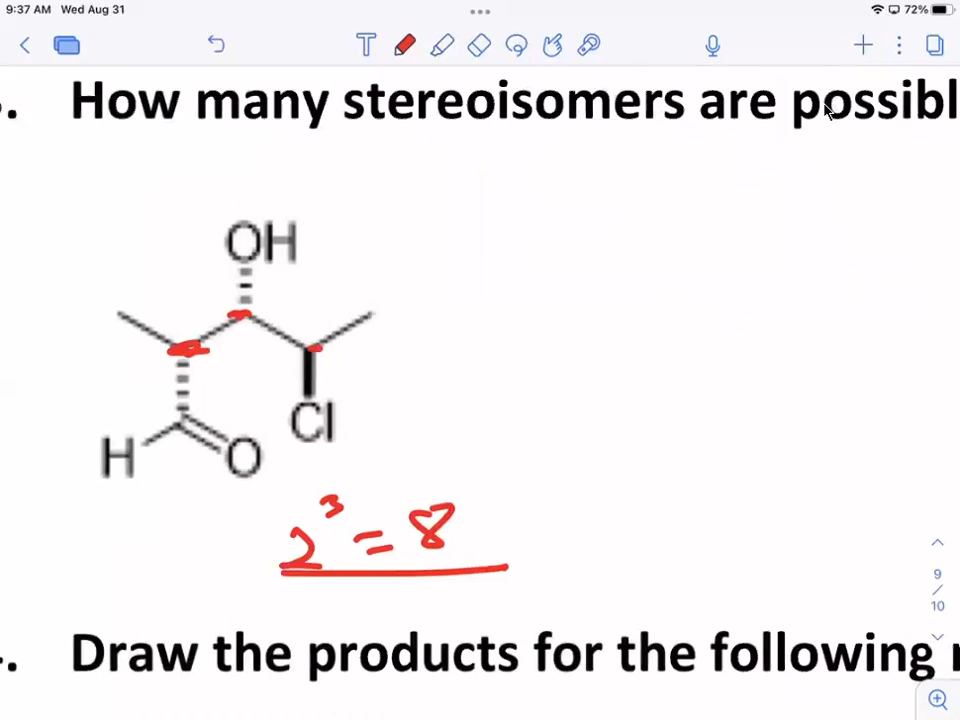 9:37 AM Wed Aug 31
72%
T
. How many stereoisomers are possibl
OH
Cl
H
O
2³ = 8
9
/
10
. Draw the products for the following